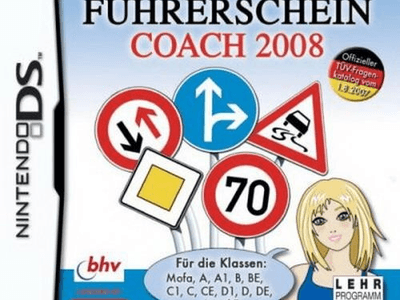 FÜHRERSCHEIN
COACH 2008
Offizieller
TÜV-Fragen-
katalog vom
1.8.2007
NINTENDO DS
70
bhv
Für die Klassen:
Mofa, A, A1, B, BE,
C1, C, CE, D1, D, DE,
LEHR
PROGRAMM